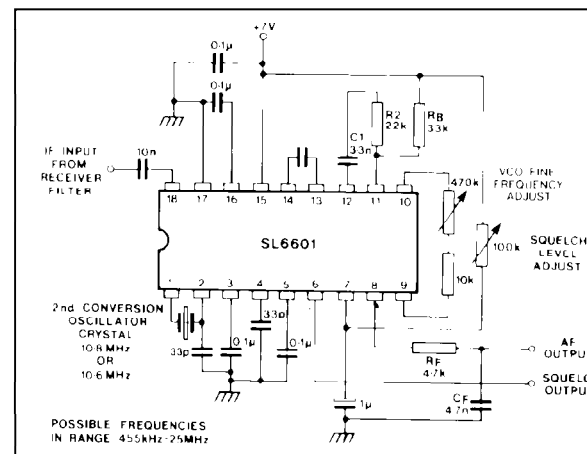 +7V
0·1µ
0·1µ
IF INPUT
FROM
RECEIVER
FILTER
10n
C1
3·3n
R2
22k
RB
33k
470k
VCO FINE
FREQUENCY
ADJUST
100k
SQUELCH
LEVEL
ADJUST
10k
18 17 16 15 14 13 12 11 10
SL6601
1 2 3 4 5 6 7 8 9
2nd CONVERSION
OSCILLATOR
CRYSTAL
10·8 MHz
OR
10·6 MHz
33p
0·1µ
33p
0·1µ
1µ
RF
4·7k
AF
OUTPUT
SQUELCH
OUTPUT
CF
4·7n
POSSIBLE FREQUENCIES
IN RANGE 455kHz-25MHz